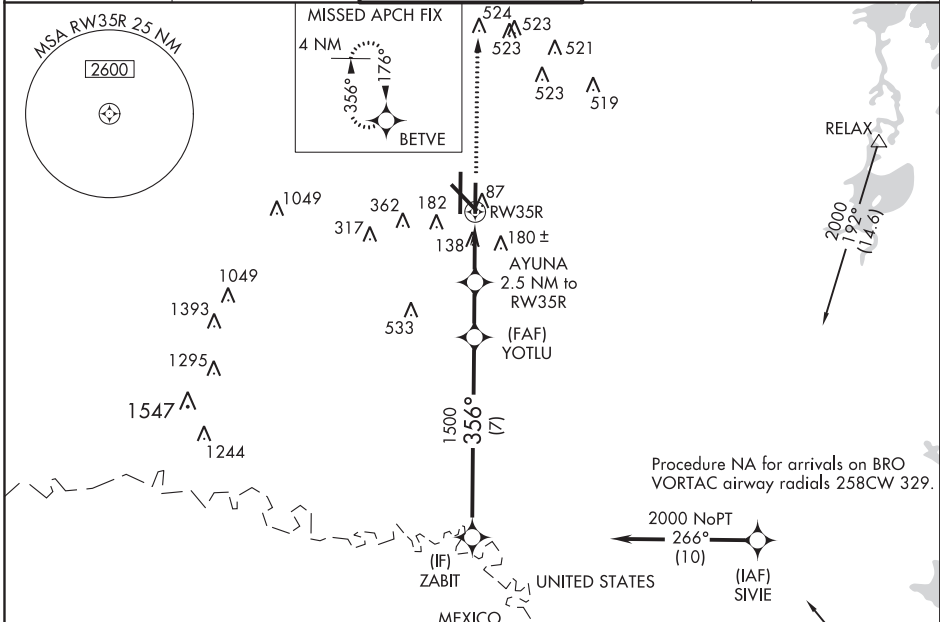 MSA RW35R 25 NM
2600
MISSED APCH FIX
4 NM
356°
176°
BETVE
524
523
523
521
523
519
RELAX
2000
192°
(14.6)
1049
317
362
182
87
RW35R
138
180 ±
AYUNA
2.5 NM to
RW35R
1049
1393
533
(FAF)
YOTLU
1295
1547
1244
1500
356°
(7)
Procedure NA for arrivals on BRO
VORTAC airway radials 258CW 329.
2000 NoPT
266°
(10)
(IF)
ZABIT
(IAF)
SIVIE
UNITED STATES
MEXICO